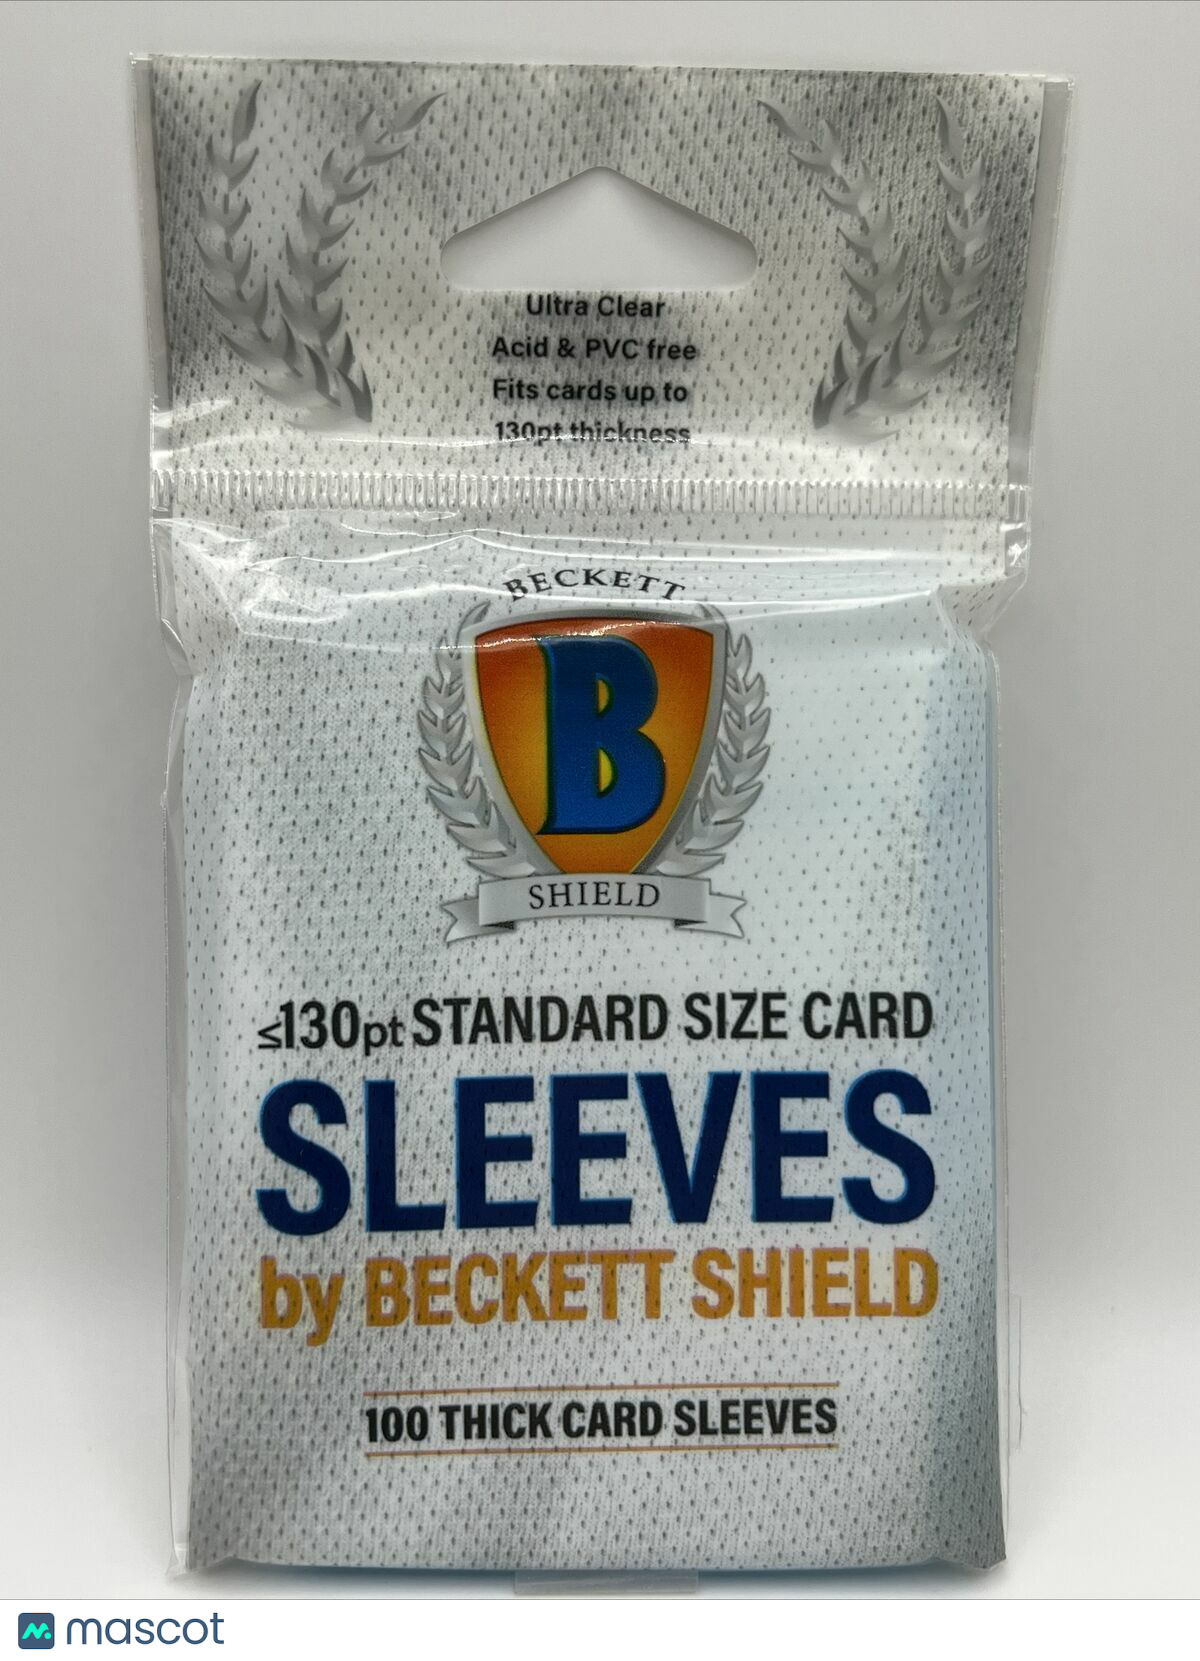 Ultra Clear
Acid & PVC free
Fits cards up to
130pt thickness
BECKETT
B
SHIELD
≤130pt STANDARD SIZE CARD
SLEEVES
by BECKETT SHIELD
100 THICK CARD SLEEVES
mascot